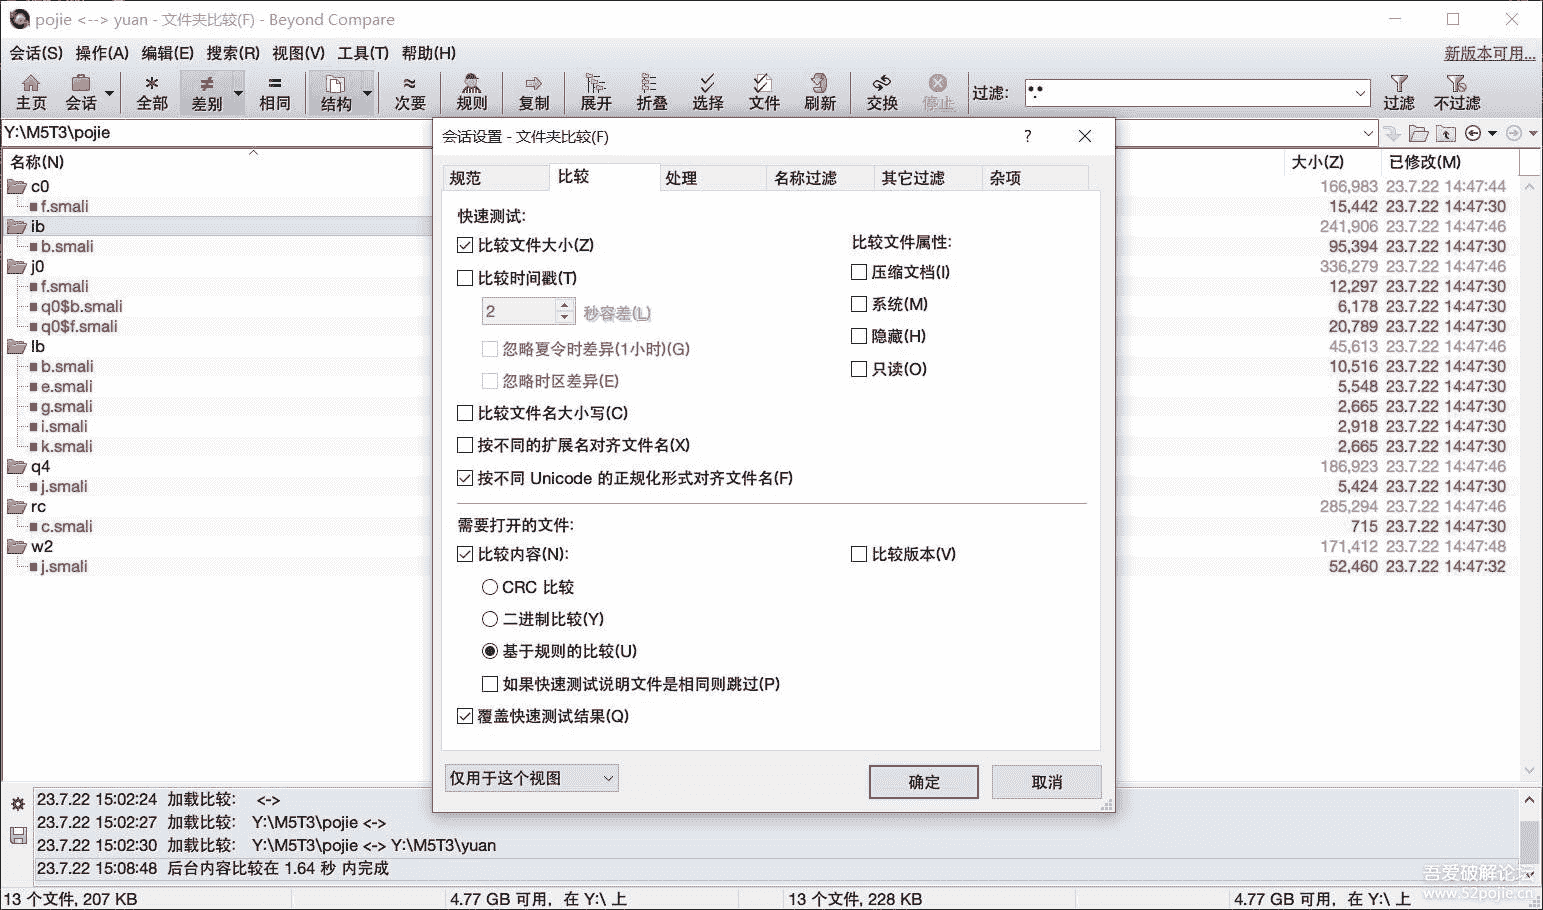 pojie <--> yuan - 文件夹比较(F) - Beyond Compare
会话(S) 操作(A) 编辑(E) 搜索(R) 视图(V) 工具(T) 帮助(H)
新版本可用...
主页 会话 全部 差别 相同 结构 次要 规则 复制 展开 折叠 选择 文件 刷新 交换 停止 过滤: *.* 过滤 不过滤
Y:\M5T3\pojie
名称(N)
c0
f.smali
ib
b.smali
j0
f.smali
q0$b.smali
q0$f.smali
lb
b.smali
e.smali
g.smali
i.smali
k.smali
q4
j.smali
rc
c.smali
w2
j.smali
会话设置 - 文件夹比较(F) ?
规范 比较 处理 名称过滤 其它过滤 杂项
快速测试:
比较文件大小(Z)
比较时间戳(T)
2 秒容差(L)
忽略夏令时差异(1小时)(G)
忽略时区差异(E)
比较文件名大小写(C)
按不同的扩展名对齐文件名(X)
按不同 Unicode 的正规化形式对齐文件名(F)
比较文件属性:
压缩文档(I)
系统(M)
隐藏(H)
只读(O)
需要打开的文件:
比较内容(N):
CRC 比较
二进制比较(Y)
基于规则的比较(U)
如果快速测试说明文件是相同则跳过(P)
覆盖快速测试结果(Q)
比较版本(V)
仅用于这个视图 确定 取消
大小(Z) 已修改(M)
166,983 23.7.22 14:47:44
15,442 23.7.22 14:47:30
241,906 23.7.22 14:47:46
95,394 23.7.22 14:47:30
336,279 23.7.22 14:47:46
12,297 23.7.22 14:47:30
6,178 23.7.22 14:47:30
20,789 23.7.22 14:47:30
45,613 23.7.22 14:47:46
10,516 23.7.22 14:47:30
5,548 23.7.22 14:47:30
2,665 23.7.22 14:47:30
2,918 23.7.22 14:47:30
2,665 23.7.22 14:47:30
186,923 23.7.22 14:47:46
5,424 23.7.22 14:47:30
285,294 23.7.22 14:47:46
715 23.7.22 14:47:30
171,412 23.7.22 14:47:48
52,460 23.7.22 14:47:32
23.7.22 15:02:24 加载比较: <->
23.7.22 15:02:27 加载比较: Y:\M5T3\pojie <->
23.7.22 15:02:30 加载比较: Y:\M5T3\pojie <-> Y:\M5T3\yuan
23.7.22 15:08:48 后台内容比较在 1.64 秒 内完成
13 个文件, 207 KB 4.77 GB 可用，在 Y:\ 上 13 个文件, 228 KB 4.77 GB 可用，在 Y:\ 上
吾爱破解论坛
www.52pojie.cn